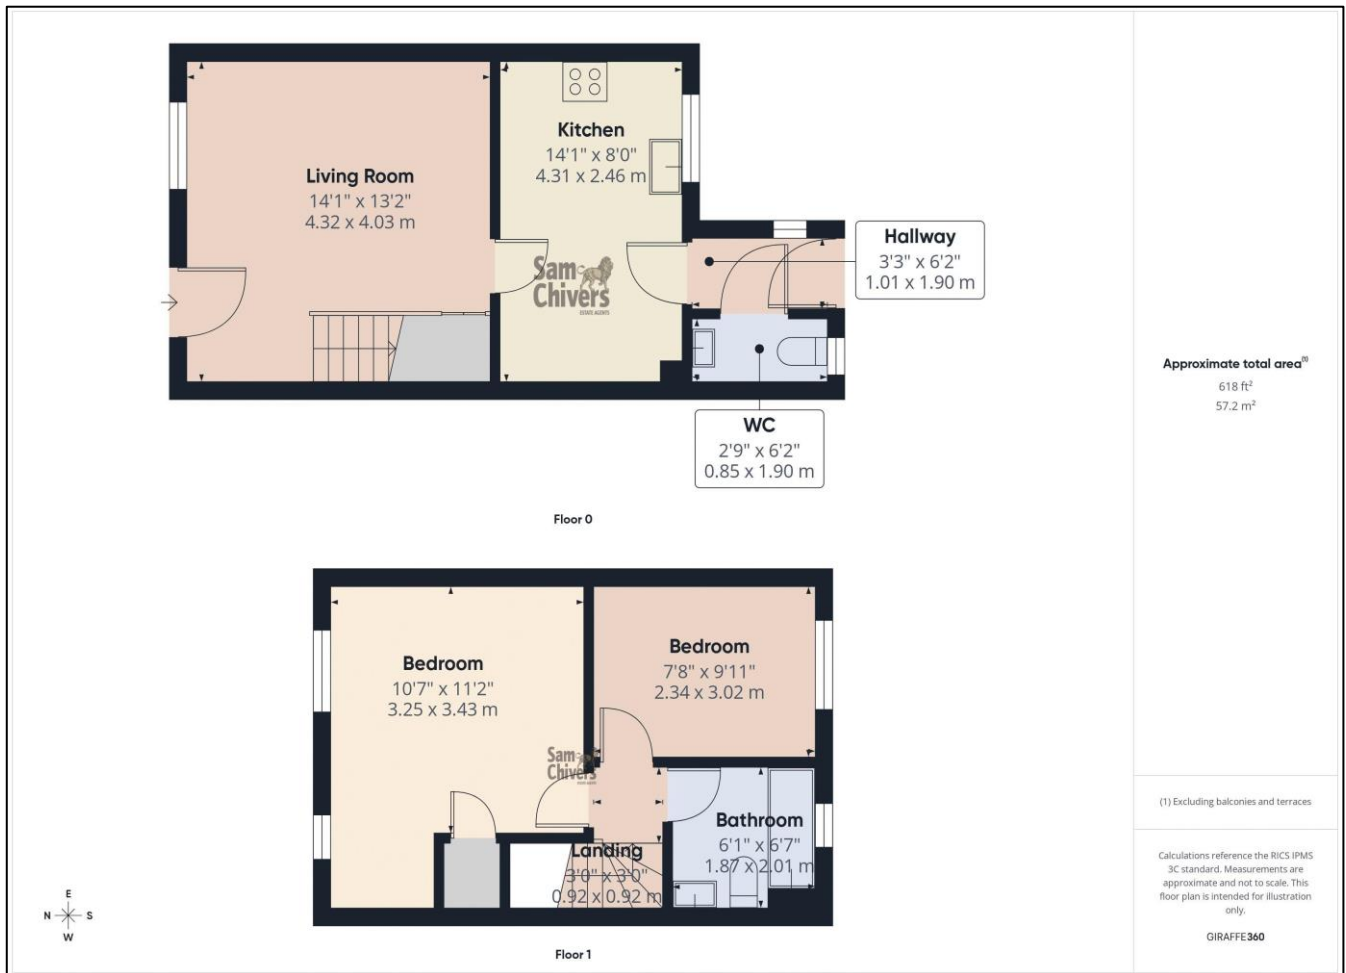 Living Room
14'1" x 13'2"
4.32 x 4.03 m
Kitchen
14'1" x 8'0"
4.31 x 2.46 m
Sam
Chivers
ESTATE AGENTS
Hallway
3'3" x 6'2"
1.01 x 1.90 m
WC
2'9" x 6'2"
0.85 x 1.90 m
Floor 0
Bedroom
10'7" x 11'2"
3.25 x 3.43 m
Bedroom
7'8" x 9'11"
2.34 x 3.02 m
Sam
Chivers
Bathroom
6'1" x 6'7"
1.87 x 2.01 m
Landing
3'0" x 3'0"
0.92 x 0.92 m
Floor 1
E
N S
W
Approximate total area(1)
618 ft²
57.2 m²
(1) Excluding balconies and terraces
Calculations reference the RICS IPMS
3C standard. Measurements are
approximate and not to scale. This
floor plan is intended for illustration
only.
GIRAFFE360